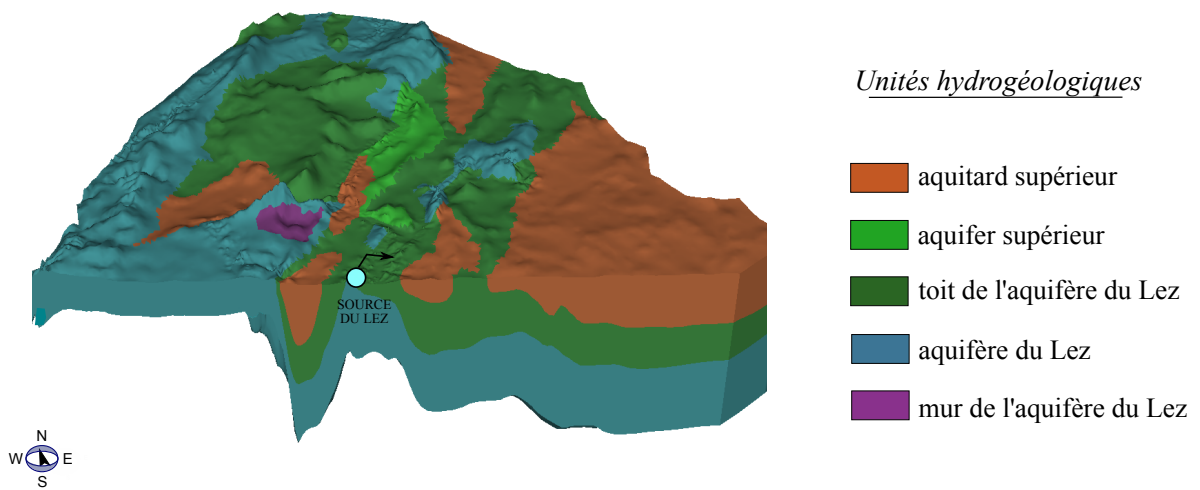 Unités hydrogéologiques
aquitard supérieur
aquifer supérieur
toit de l'aquifère du Lez
aquifère du Lez
mur de l'aquifère du Lez
SOURCE
DU LEZ
N
W E
S